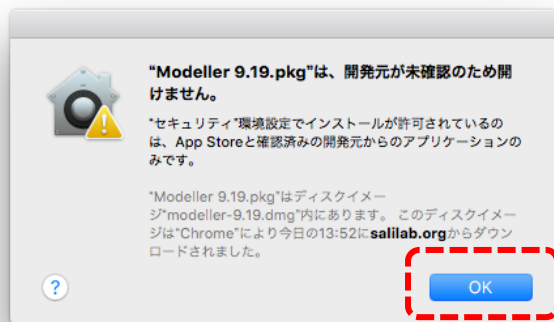 “Modeller 9.19.pkg”は、開発元が未確認のため開
けません。
“セキュリティ”環境設定でインストールが許可されているの
は、App Storeと確認済みの開発元からのアプリケーションの
みです。
“Modeller 9.19.pkg”はディスクイメー
ジ“modeller-9.19.dmg”内にあります。 このディスクイメー
ジは“Chrome”により今日の13:52にsalilab.orgからダウン
ロードされました。
?
OK